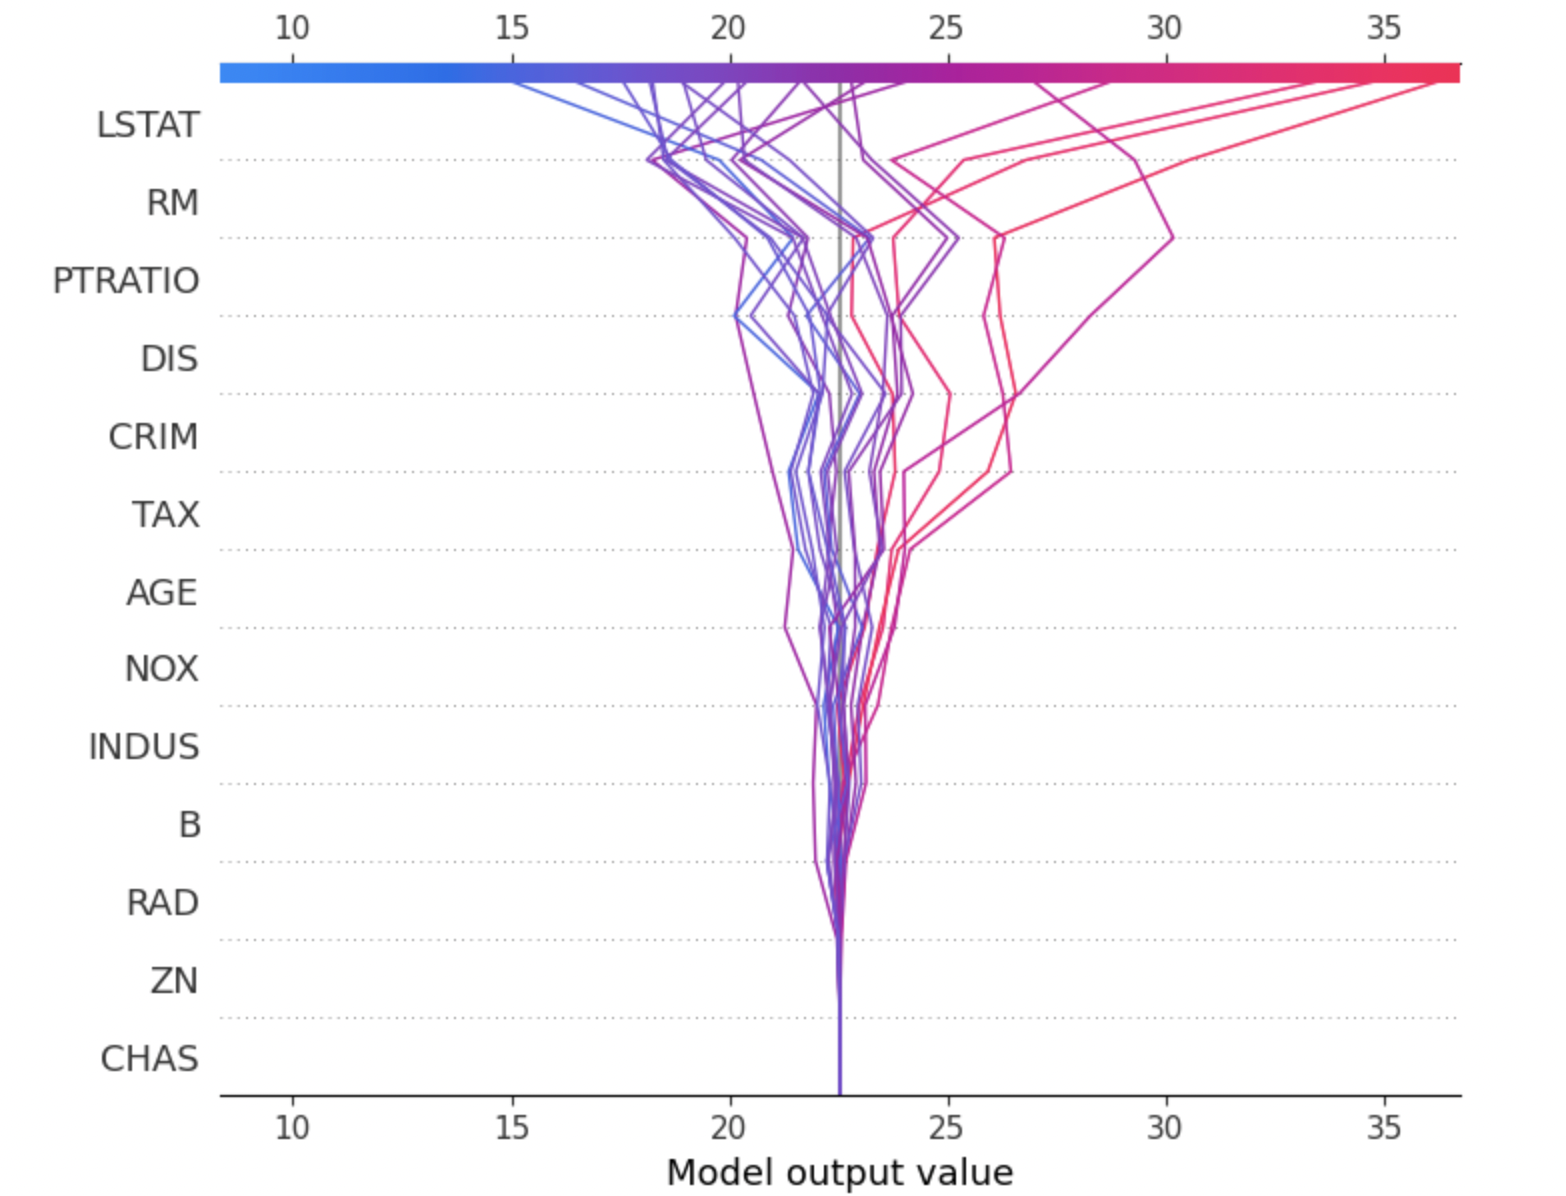 10 15 20 25 30 35
LSTAT
RM
PTRATIO
DIS
CRIM
TAX
AGE
NOX
INDUS
B
RAD
ZN
CHAS
10 15 20 25 30 35
Model output value